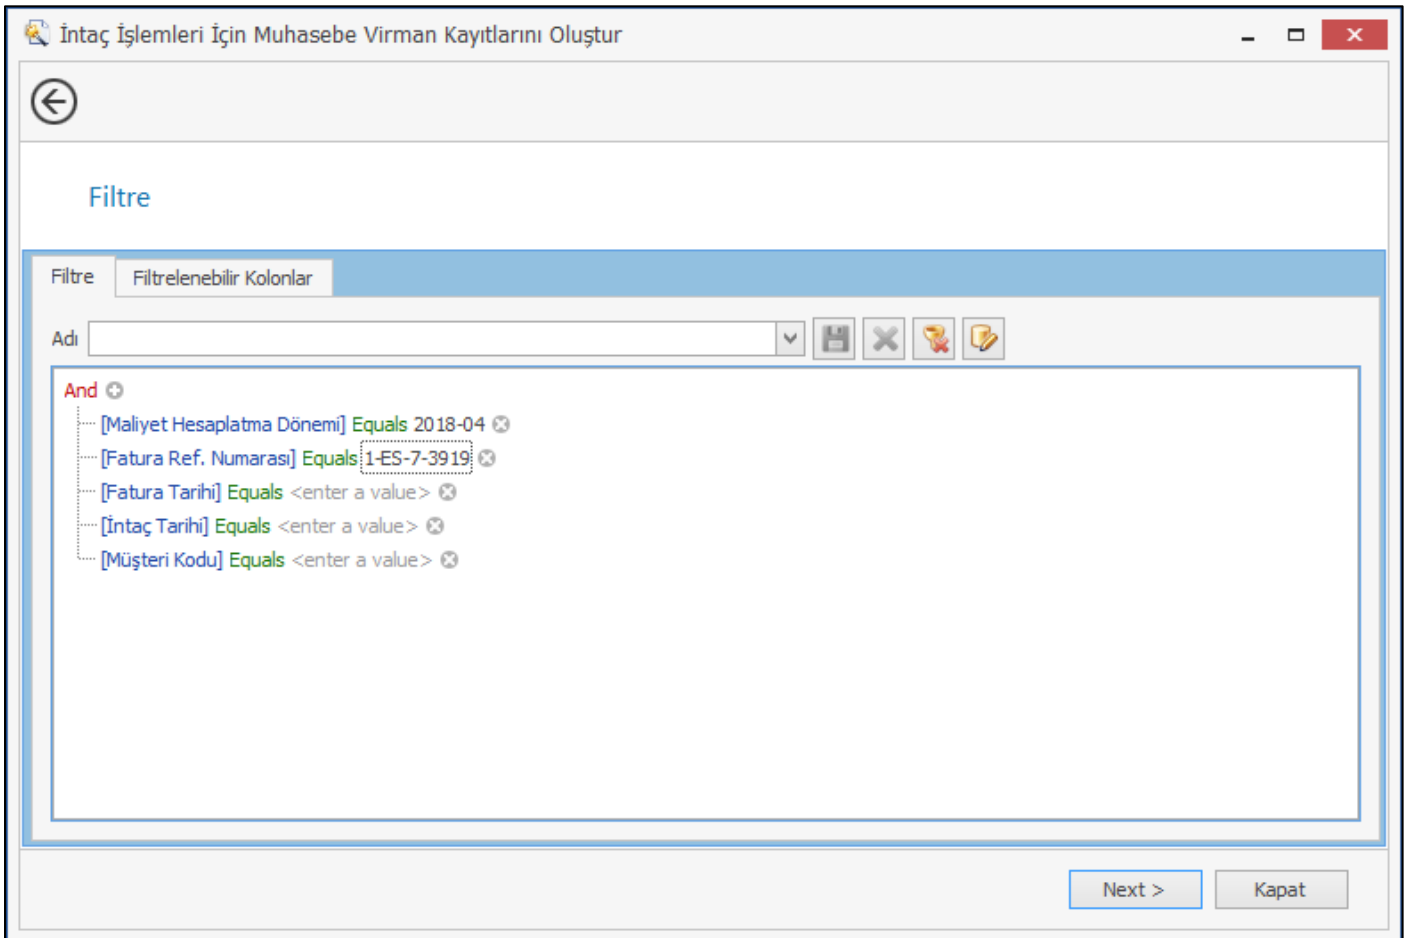 İntaç İşlemleri İçin Muhasebe Virman Kayıtlarını Oluştur
Filtre
Filtre Filtrelenebilir Kolonlar
Adı
And
[Maliyet Hesaplatma Dönemi] Equals 2018-04
[Fatura Ref. Numarası] Equals 1-ES-7-3919
[Fatura Tarihi] Equals <enter a value>
[İntaç Tarihi] Equals <enter a value>
[Müşteri Kodu] Equals <enter a value>
Next > Kapat